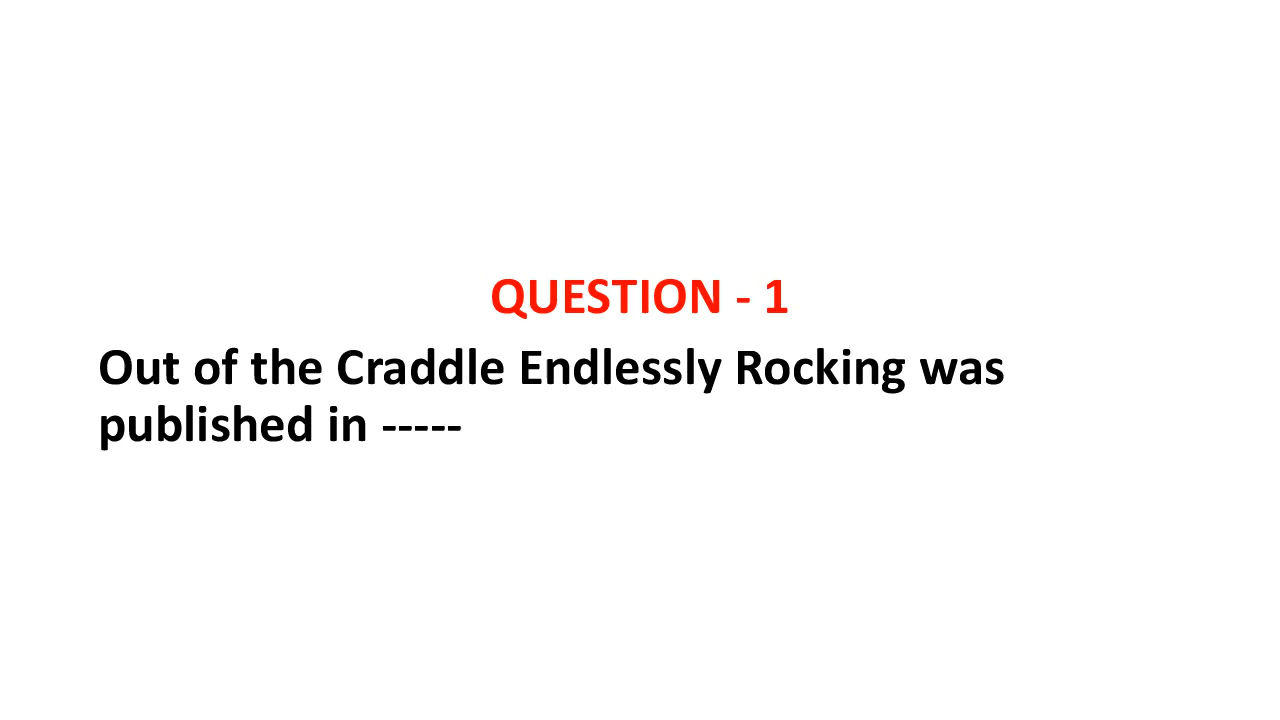 QUESTION - 1
Out of the Craddle Endlessly Rocking was
published in -----